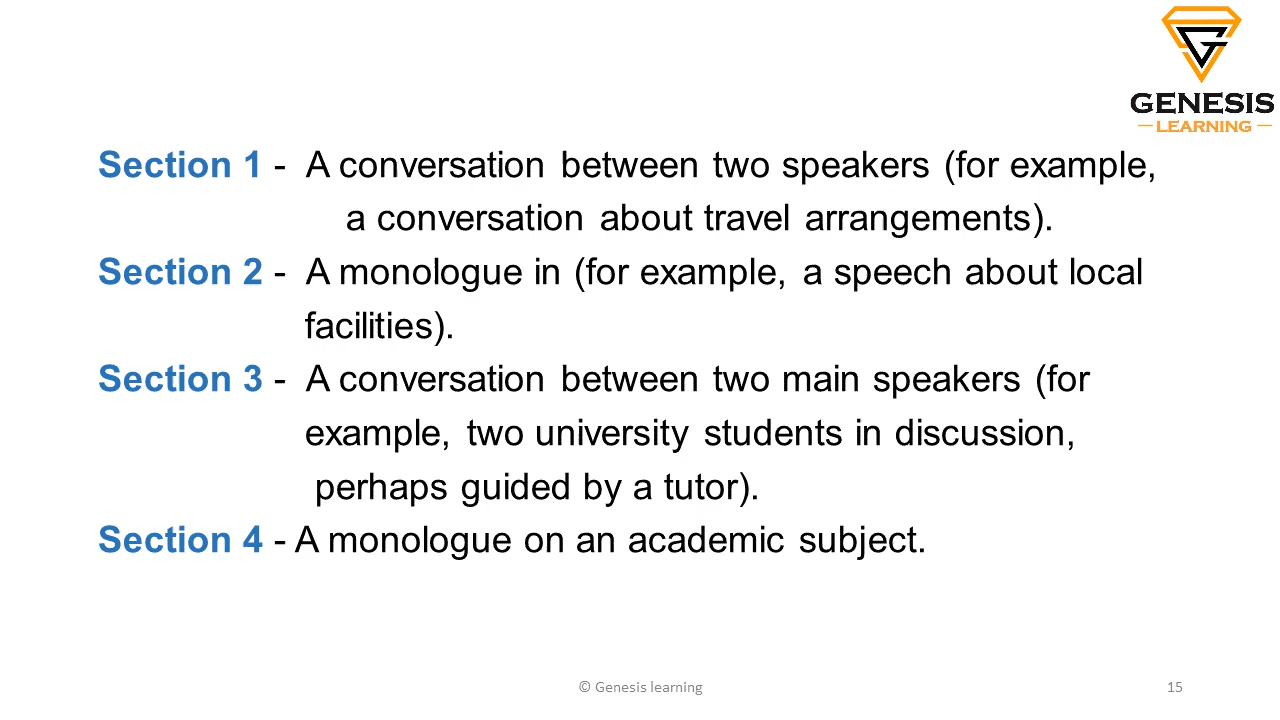 GENESIS
LEARNING
Section 1 - A conversation between two speakers (for example,
a conversation about travel arrangements).
Section 2 - A monologue in (for example, a speech about local
facilities).
Section 3 - A conversation between two main speakers (for
example, two university students in discussion,
perhaps guided by a tutor).
Section 4 - A monologue on an academic subject.
© Genesis learning
15